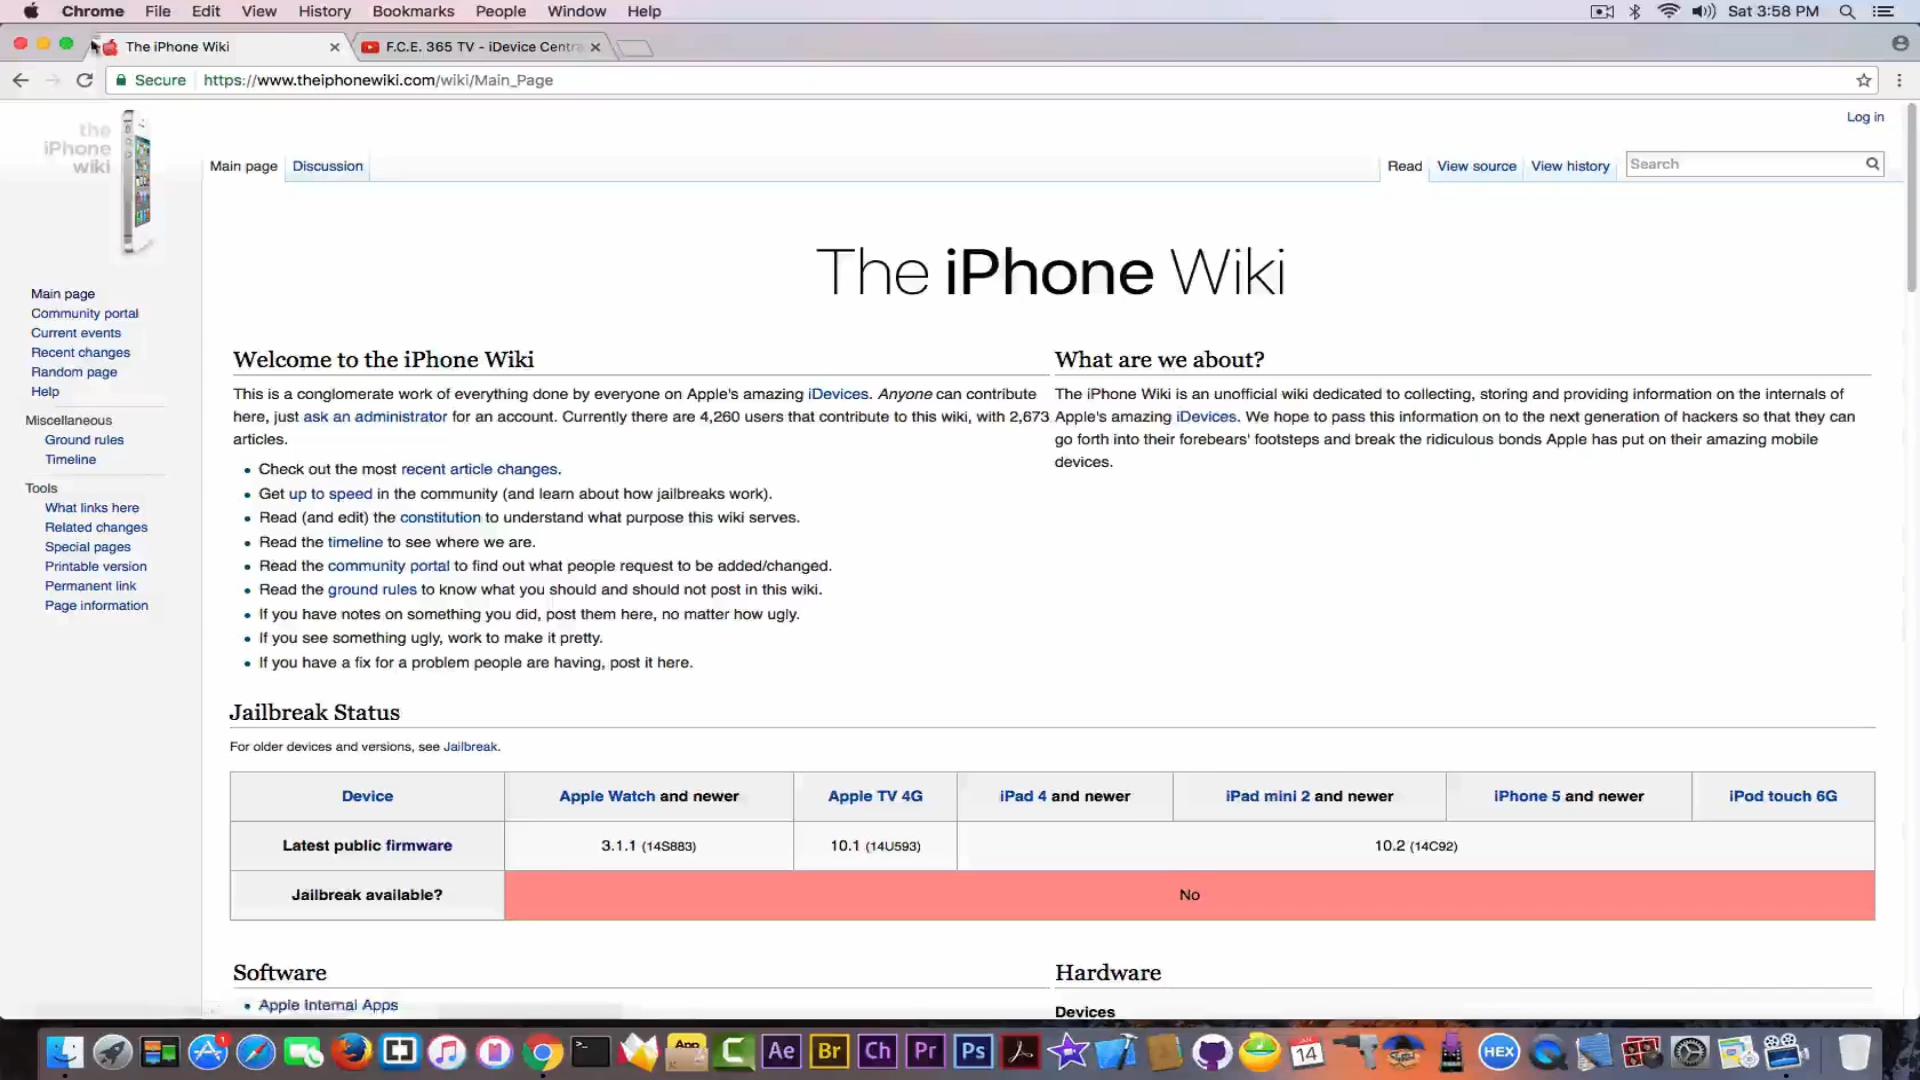 Chrome File Edit View History Bookmarks People Window Help Sat 3:58 PM
The iPhone Wiki F.C.E. 365 TV - iDevice Centra
Secure https://www.theiphonewiki.com/wiki/Main_Page
Log in
the
iPhone
wiki
Main page Discussion Read View source View history Search
The iPhone Wiki
Main page
Community portal
Current events
Recent changes
Random page
Help
Miscellaneous
Ground rules
Timeline
Tools
What links here
Related changes
Special pages
Printable version
Permanent link
Page information
Welcome to the iPhone Wiki
This is a conglomerate work of everything done by everyone on Apple's amazing iDevices. Anyone can contribute
here, just ask an administrator for an account. Currently there are 4,260 users that contribute to this wiki, with 2,673
articles.
• Check out the most recent article changes.
• Get up to speed in the community (and learn about how jailbreaks work).
• Read (and edit) the constitution to understand what purpose this wiki serves.
• Read the timeline to see where we are.
• Read the community portal to find out what people request to be added/changed.
• Read the ground rules to know what you should and should not post in this wiki.
• If you have notes on something you did, post them here, no matter how ugly.
• If you see something ugly, work to make it pretty.
• If you have a fix for a problem people are having, post it here.
What are we about?
The iPhone Wiki is an unofficial wiki dedicated to collecting, storing and providing information on the internals of
Apple's amazing iDevices. We hope to pass this information on to the next generation of hackers so that they can
go forth into their forebears' footsteps and break the ridiculous bonds Apple has put on their amazing mobile
devices.
Jailbreak Status
For older devices and versions, see Jailbreak.
Device Apple Watch and newer Apple TV 4G iPad 4 and newer iPad mini 2 and newer iPhone 5 and newer iPod touch 6G
Latest public firmware 3.1.1 (14S883) 10.1 (14U593) 10.2 (14C92)
Jailbreak available? No
Software
• Apple Internal Apps
Hardware
Devices
1 App Ae Br Ch Pr Ps 14 HEX